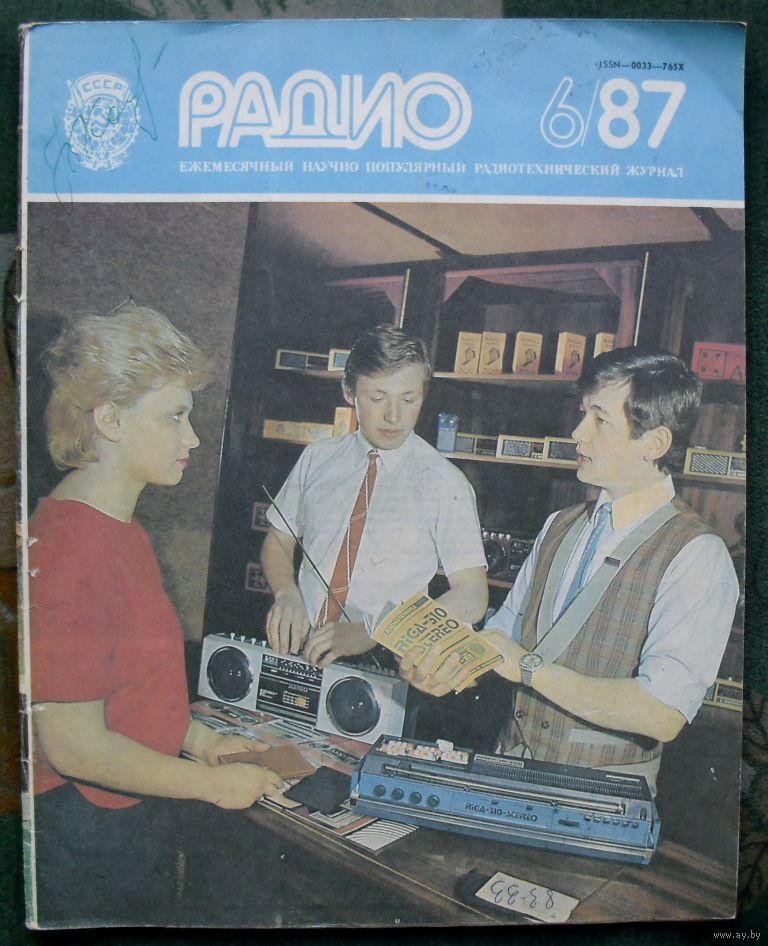 ISSN—0033—765X
СССР
РАДИО 6/87
ЕЖЕМЕСЯЧНЫЙ НАУЧНО ПОПУЛЯРНЫЙ РАДИОТЕХНИЧЕСКИЙ ЖУРНАЛ
RIGA-310
STEREO
STEREO
RIGA-310-STEREO
www.ay.by